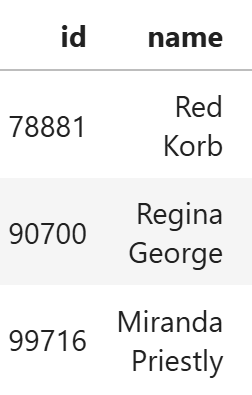 id name
78881 Red
Korb
90700 Regina
George
99716 Miranda
Priestly